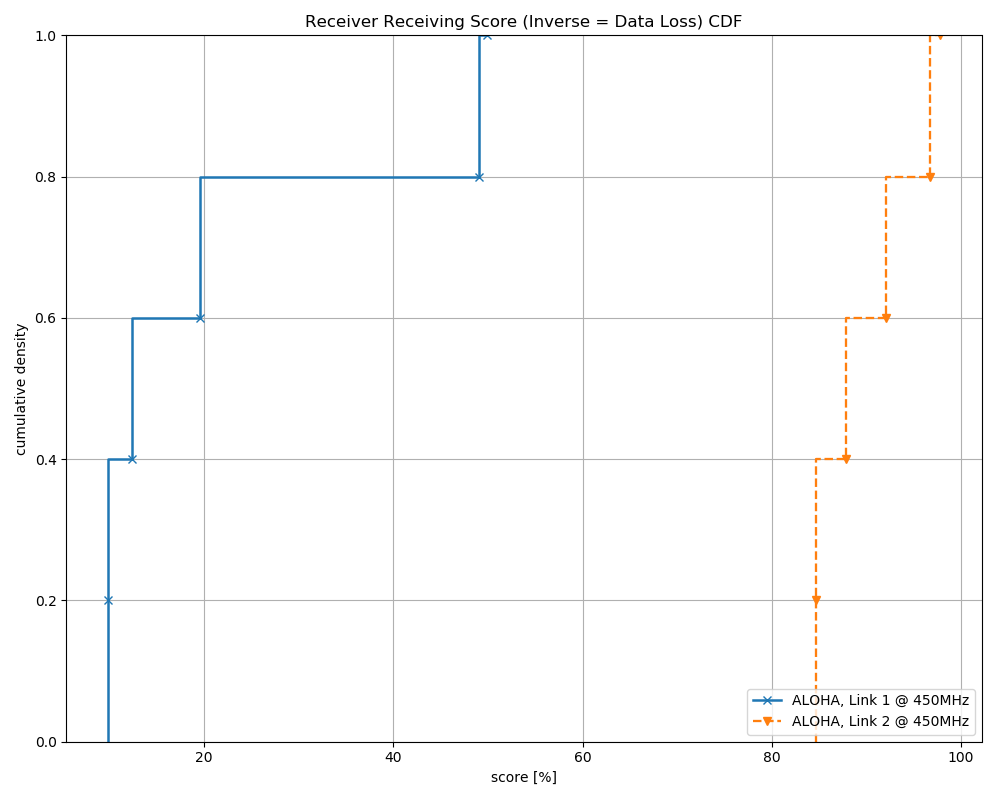 Receiver Receiving Score (Inverse = Data Loss) CDF
1.0
0.8
0.6
0.4
0.2
0.0
cumulative density
20 40 60 80 100
score [%]
ALOHA, Link 1 @ 450MHz
ALOHA, Link 2 @ 450MHz